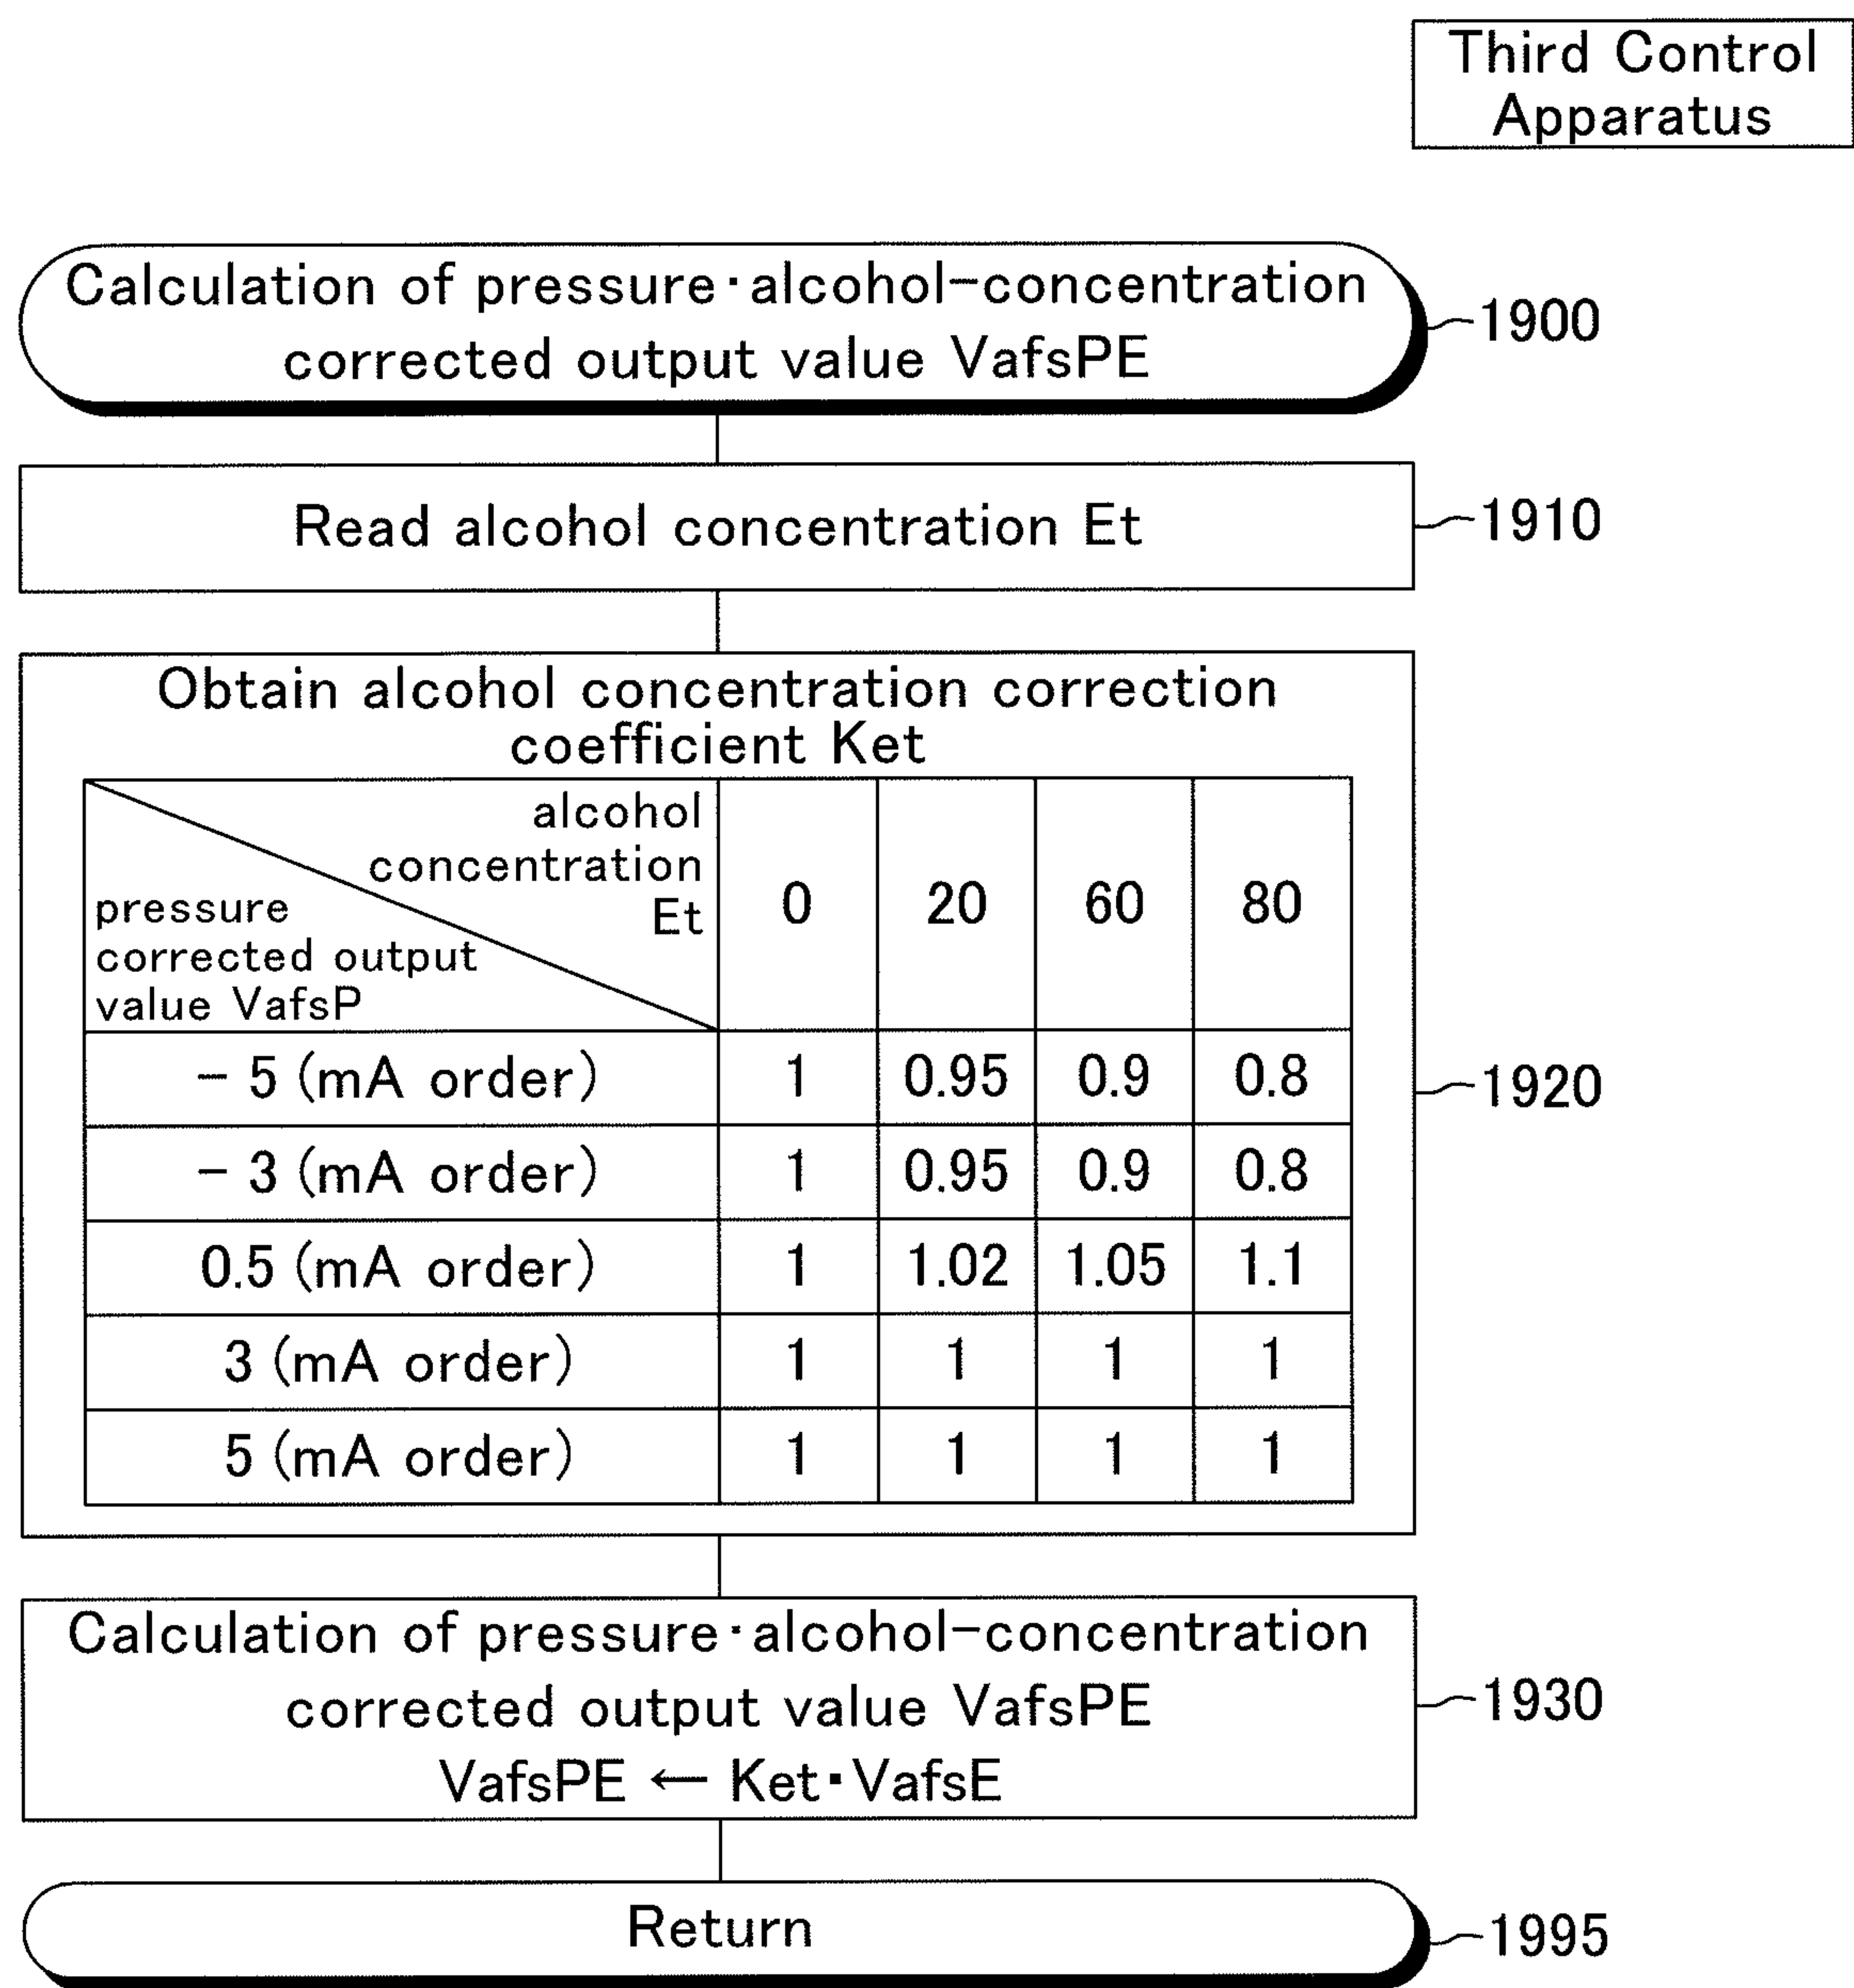 Third Control
Apparatus
Calculation of pressure·alcohol-concentration
corrected output value VafsPE
1900
Read alcohol concentration Et
1910
Obtain alcohol concentration correction
coefficient Ket
alcohol
concentration
Et
pressure
corrected output
value VafsP
0 20 60 80
- 5 (mA order) 1 0.95 0.9 0.8
- 3 (mA order) 1 0.95 0.9 0.8
0.5 (mA order) 1 1.02 1.05 1.1
3 (mA order) 1 1 1 1
5 (mA order) 1 1 1 1
1920
Calculation of pressure·alcohol-concentration
corrected output value VafsPE
VafsPE ← Ket·VafsE
1930
Return
1995